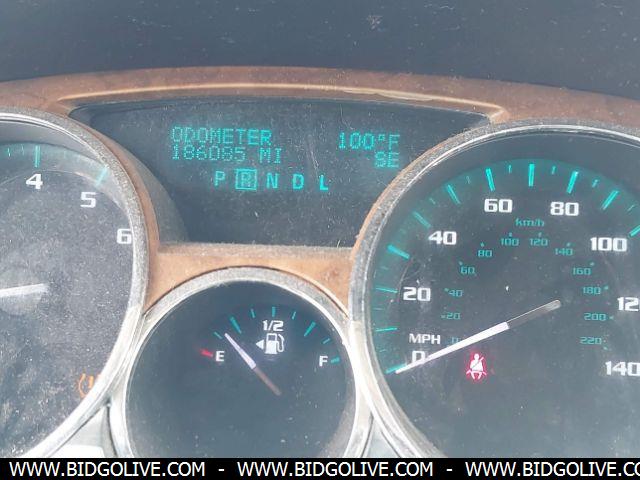 ODOMETER 100°F
186085 MI SE
P R N D L
4 5 6
1/2
E F
20 40 60 80 100 12 140
km/h
20 40 60 80 100 120 140 160 180 200 220
MPH 0 0
WWW.BIDGOLIVE.COM - WWW.BIDGOLIVE.COM - WWW.BIDGOLIVE